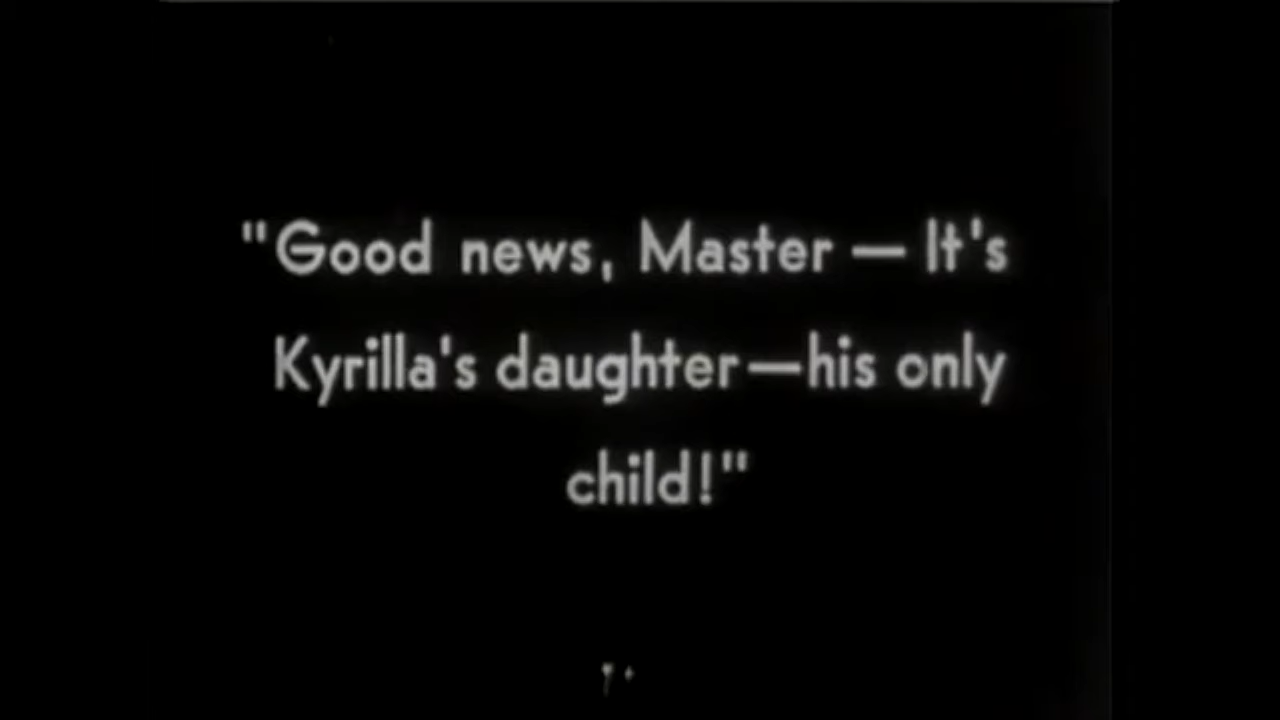 "Good news, Master — It's
Kyrilla's daughter—his only
child!"